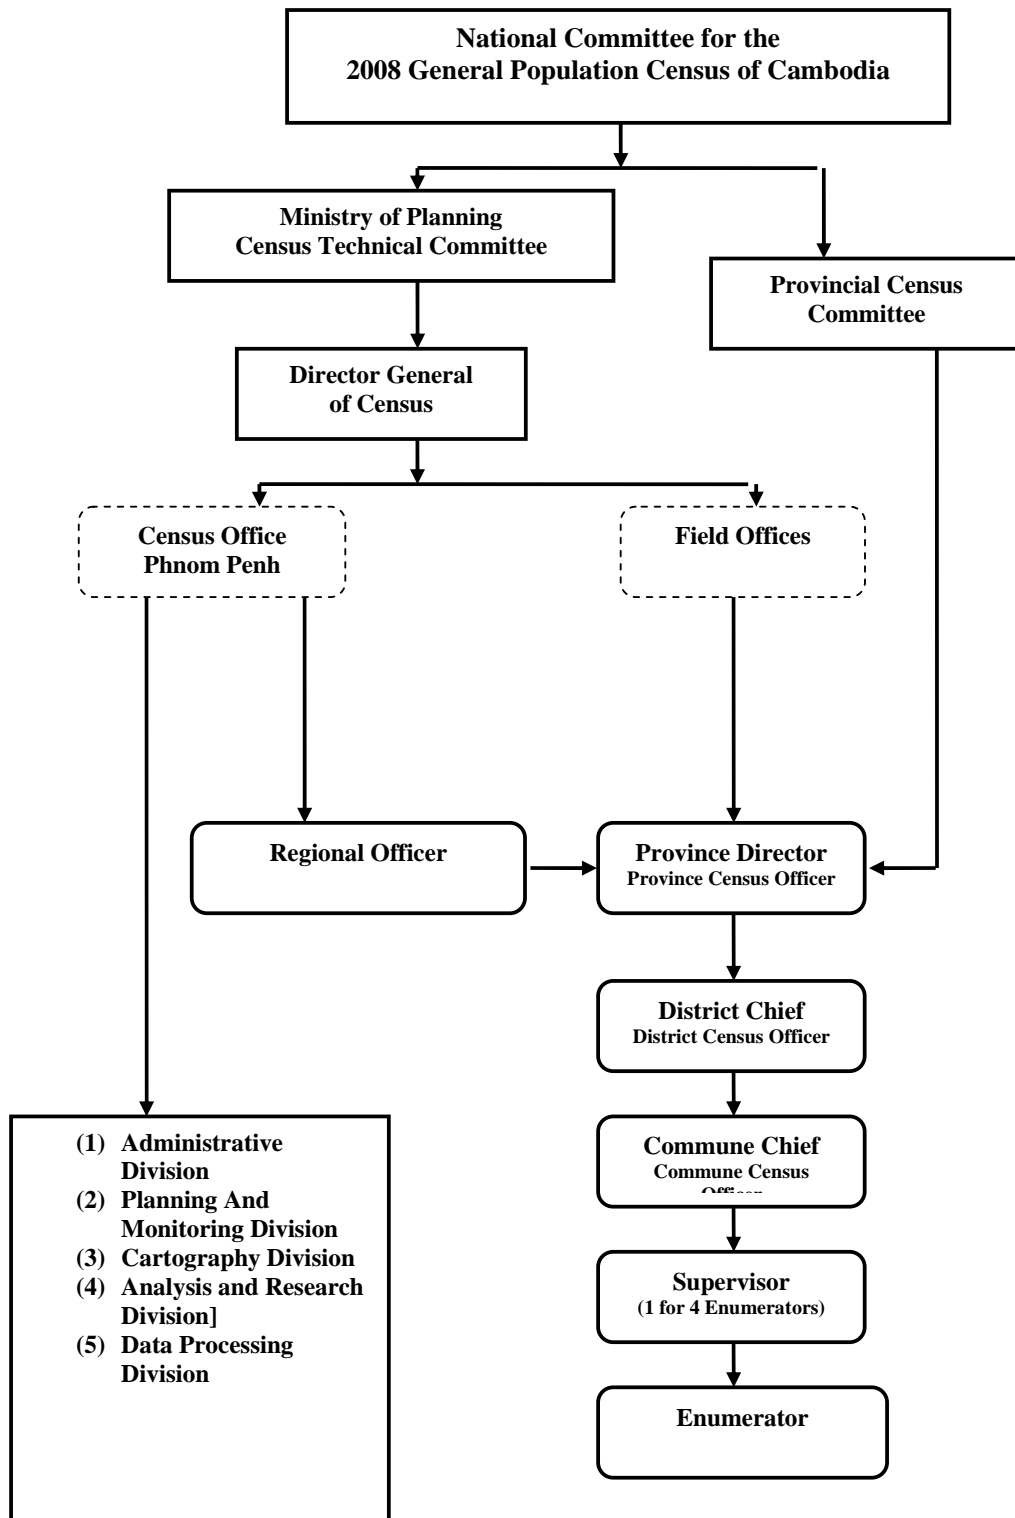 National Committee for the
2008 General Population Census of Cambodia
Ministry of Planning
Census Technical Committee
Provincial Census
Committee
Director General
of Census
Census Office
Phnom Penh
Field Offices
Regional Officer
Province Director
Province Census Officer
District Chief
District Census Officer
Commune Chief
Commune Census
(1) Administrative
Division
(2) Planning And
Monitoring Division
(3) Cartography Division
(4) Analysis and Research
Division]
(5) Data Processing
Division
Supervisor
(1 for 4 Enumerators)
Enumerator